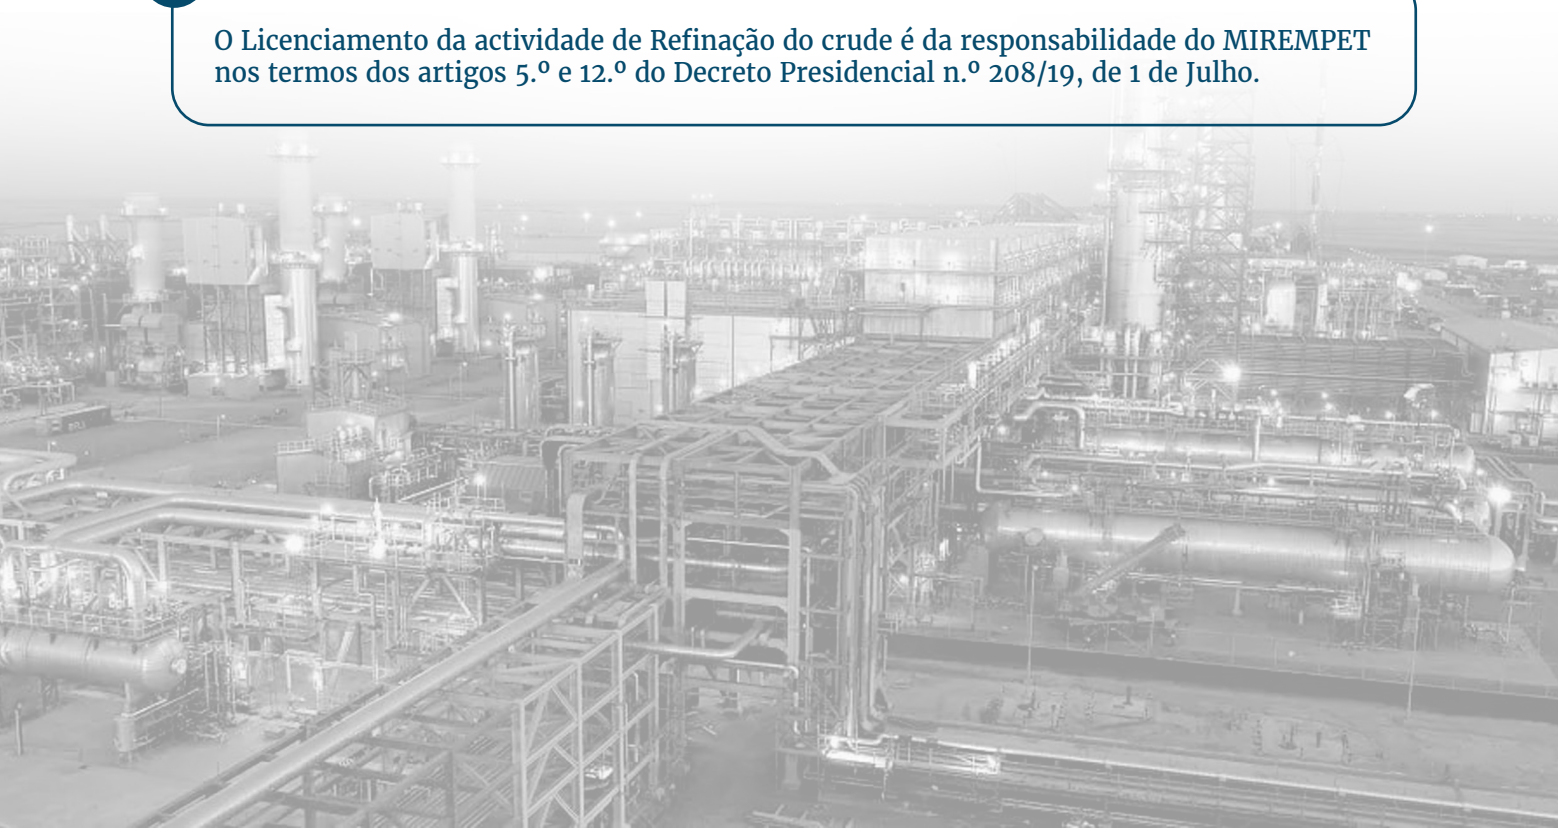 O Licenciamento da actividade de Refinação do crude é da responsabilidade do MIREMPET
nos termos dos artigos 5.º e 12.º do Decreto Presidencial n.º 208/19, de 1 de Julho.